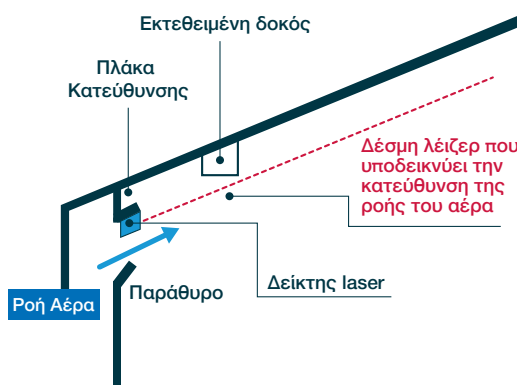 Εκτεθειμένη δοκός
Πλάκα
Κατεύθυνσης
Δέσμη λέιζερ που
υποδεικνύει την
κατεύθυνση της
ροής του αέρα
Δείκτης laser
Παράθυρο
Ροή Αέρα